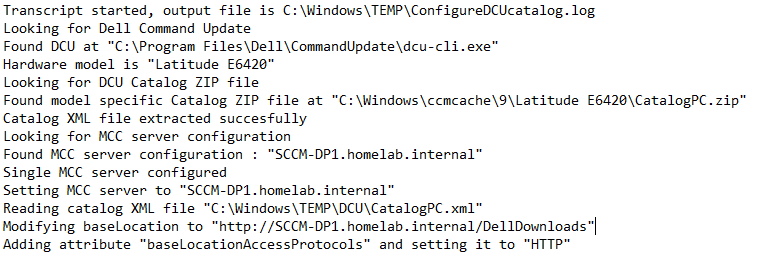 Transcript started, output file is C:\Windows\TEMP\ConfigureDCUcatalog.log
Looking for Dell Command Update
Found DCU at "C:\Program Files\Dell\CommandUpdate\dcu-cli.exe"
Hardware model is "Latitude E6420"
Looking for DCU Catalog ZIP file
Found model specific Catalog ZIP file at "C:\Windows\ccmcache\9\Latitude E6420\CatalogPC.zip"
Catalog XML file extracted succesfully
Looking for MCC server configuration
Found MCC server configuration : "SCCM-DP1.homelab.internal"
Single MCC server configured
Setting MCC server to "SCCM-DP1.homelab.internal"
Reading catalog XML file "C:\Windows\TEMP\DCU\CatalogPC.xml"
Modifying baseLocation to "http://SCCM-DP1.homelab.internal/DellDownloads"
Adding attribute "baseLocationAccessProtocols" and setting it to "HTTP"